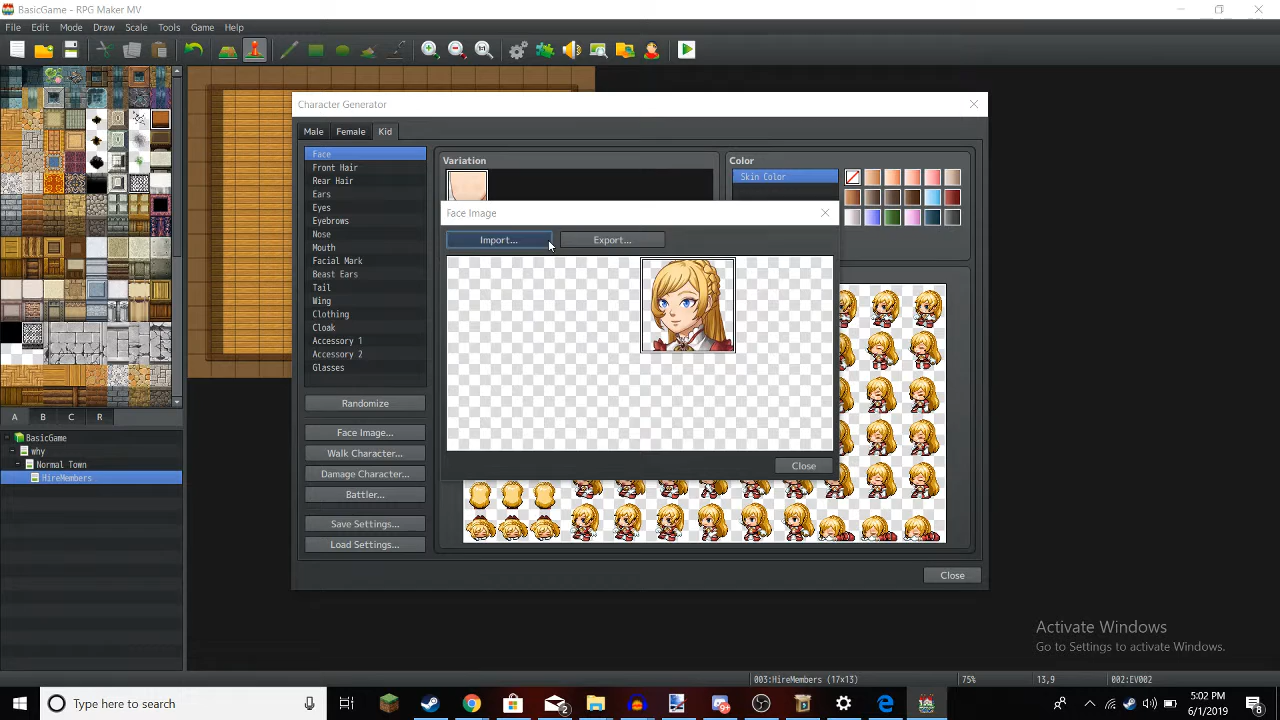 BasicGame - RPG Maker MV
File Edit Mode Draw Scale Tools Game Help
Character Generator
Male Female Kid
Face
Front Hair
Rear Hair
Ears
Eyes
Eyebrows
Nose
Mouth
Facial Mark
Beast Ears
Tail
Wing
Clothing
Cloak
Accessory 1
Accessory 2
Glasses
Randomize
Face Image...
Walk Character...
Damage Character...
Battler...
Save Settings...
Load Settings...
Variation
Color
Skin Color
Face Image
Import...
Export...
Close
Close
A B C R
BasicGame
why
Normal Town
HireMembers
Activate Windows
Go to Settings to activate Windows.
003:HireMembers (17x13) 75% 13,9 002:EV002
Type here to search
2
5:02 PM
6/1/2019
8